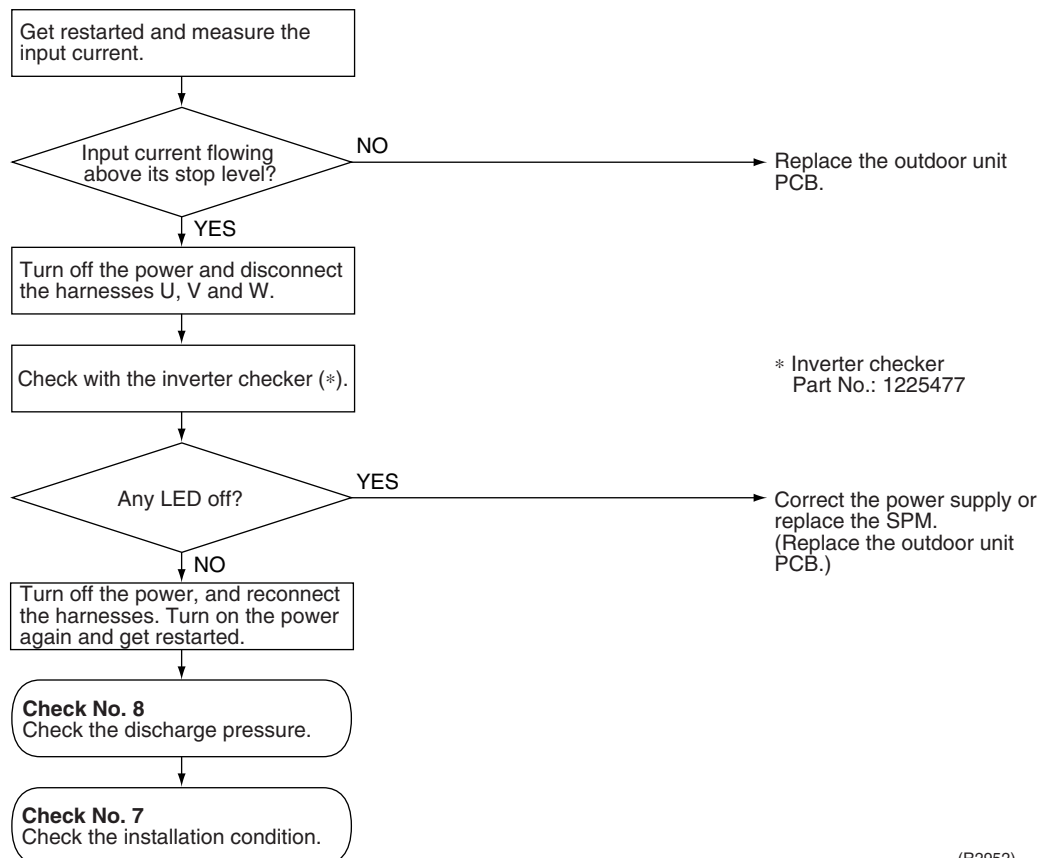 Get restarted and measure the
input current.
Input current flowing
above its stop level?
NO
Replace the outdoor unit
PCB.
YES
Turn off the power and disconnect
the harnesses U, V and W.
Check with the inverter checker (*).
* Inverter checker
Part No.: 1225477
Any LED off?
YES
Correct the power supply or
replace the SPM.
(Replace the outdoor unit
PCB.)
NO
Turn off the power, and reconnect
the harnesses. Turn on the power
again and get restarted.
Check No. 8
Check the discharge pressure.
Check No. 7
Check the installation condition.